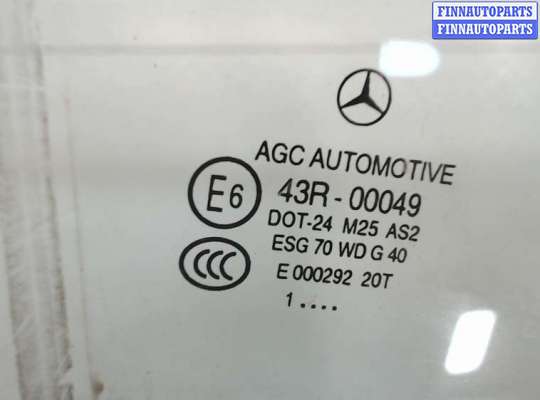 FINNAUTOPARTS
FINNAUTOPARTS
AGC AUTOMOTIVE
E6
43R - 00049
DOT-24 M25 AS2
ESG 70 WD G 40
CCC
E 000292 20T
1 ....